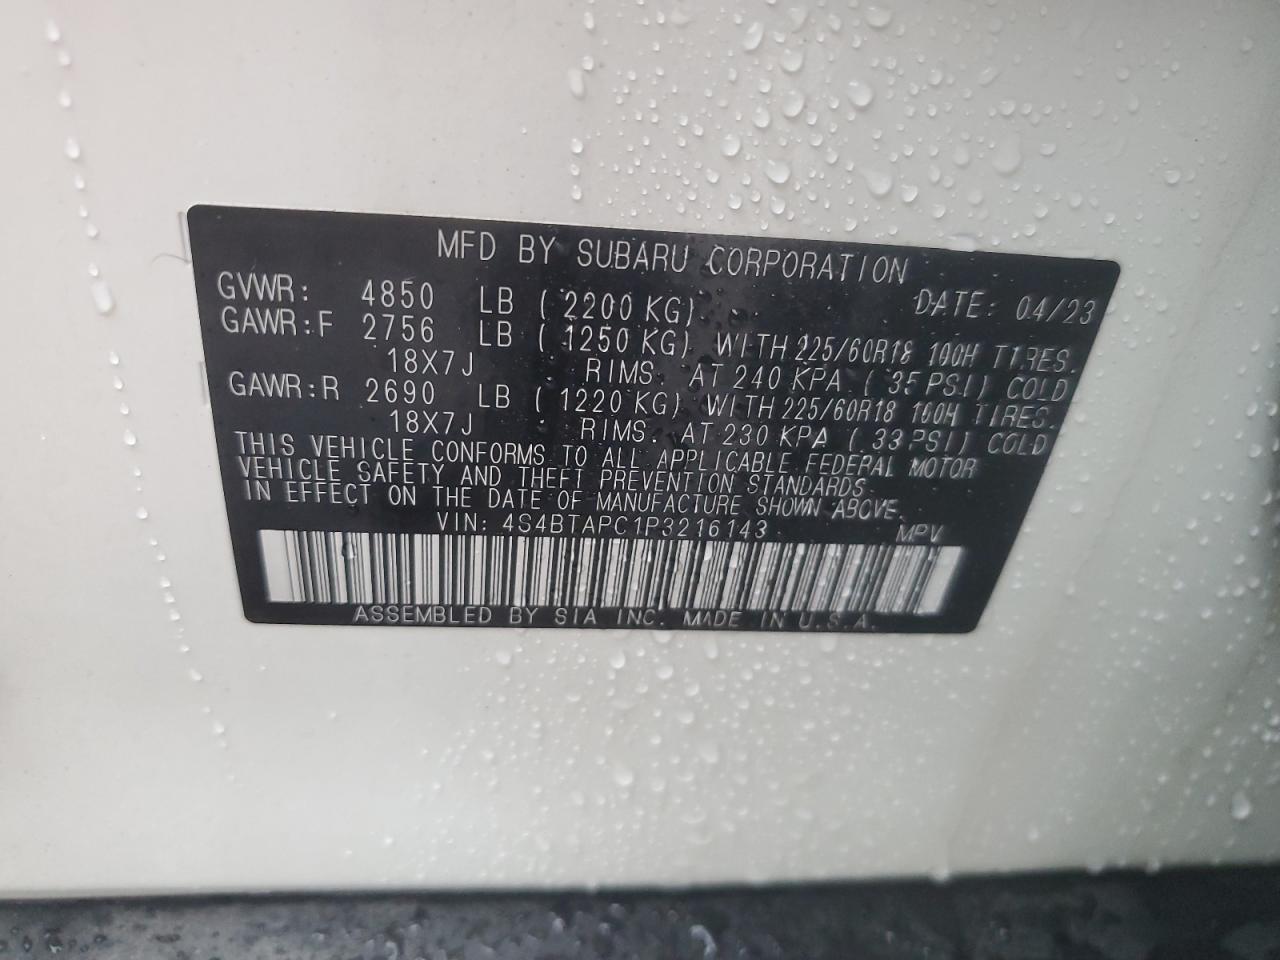 MFD BY SUBARU CORPORATION
GVWR: 4850 LB ( 2200 KG) DATE: 04/23
GAWR:F 2756 LB ( 1250 KG) WITH 225/60R18 100H TIRES.
18X7J RIMS. AT 240 KPA ( 35 PSI) COLD
GAWR:R 2690 LB ( 1220 KG) WITH 225/60R18 100H TIRES.
18X7J RIMS. AT 230 KPA ( 33 PSI) COLD
THIS VEHICLE CONFORMS TO ALL APPLICABLE FEDERAL MOTOR
VEHICLE SAFETY AND THEFT PREVENTION STANDARDS
IN EFFECT ON THE DATE OF MANUFACTURE SHOWN ABOVE.
VIN: 4S4BTAPC1P3216143 MPV
ASSEMBLED BY SIA INC. MADE IN U.S.A.